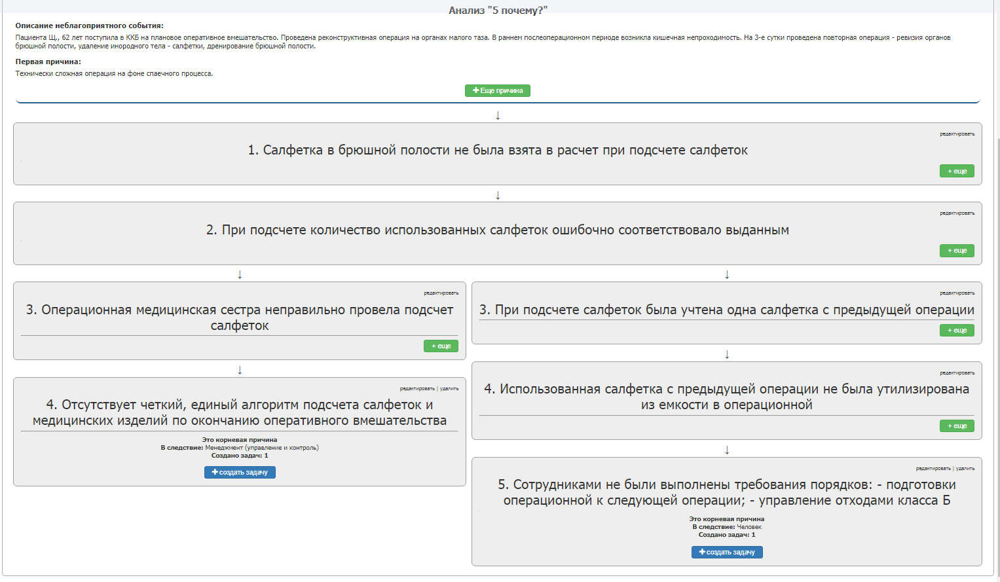 Анализ "5 почему?"
Описание неблагоприятного события:
Пациента Щ., 62 лет поступила в ККБ на плановое оперативное вмешательство. Проведена реконструктивная операция на органах малого таза. В раннем послеоперационном периоде возникла кишечная непроходимость. На 3-е сутки проведена повторная операция - ревизия органов
брюшной полости, удаление инородного тела - салфетки, дренирование брюшной полости.
Первая причина:
Технически сложная операция на фоне спаечного процесса.
+ Еще причина
↓
редактировать
1. Салфетка в брюшной полости не была взята в расчет при подсчете салфеток
+ еще
↓
редактировать
2. При подсчете количество использованных салфеток ошибочно соответствовало выданным
+ еще
↓
редактировать
3. Операционная медицинская сестра неправильно провела подсчет
салфеток
+ еще
↓
редактировать | удалить
4. Отсутствует четкий, единый алгоритм подсчета салфеток и
медицинских изделий по окончанию оперативного вмешательства
Это корневая причина
В следствие: Менеджмент (управление и контроль)
Создано задач: 1
+ создать задачу
↓
редактировать
3. При подсчете салфеток была учтена одна салфетка с предыдущей операции
+ еще
↓
редактировать
4. Использованная салфетка с предыдущей операции не была утилизирована
из емкости в операционной
+ еще
↓
редактировать | удалить
5. Сотрудниками не были выполнены требования порядков: - подготовки
операционной к следующей операции; - управление отходами класса Б
Это корневая причина
В следствие: Человек
Создано задач: 1
+ создать задачу